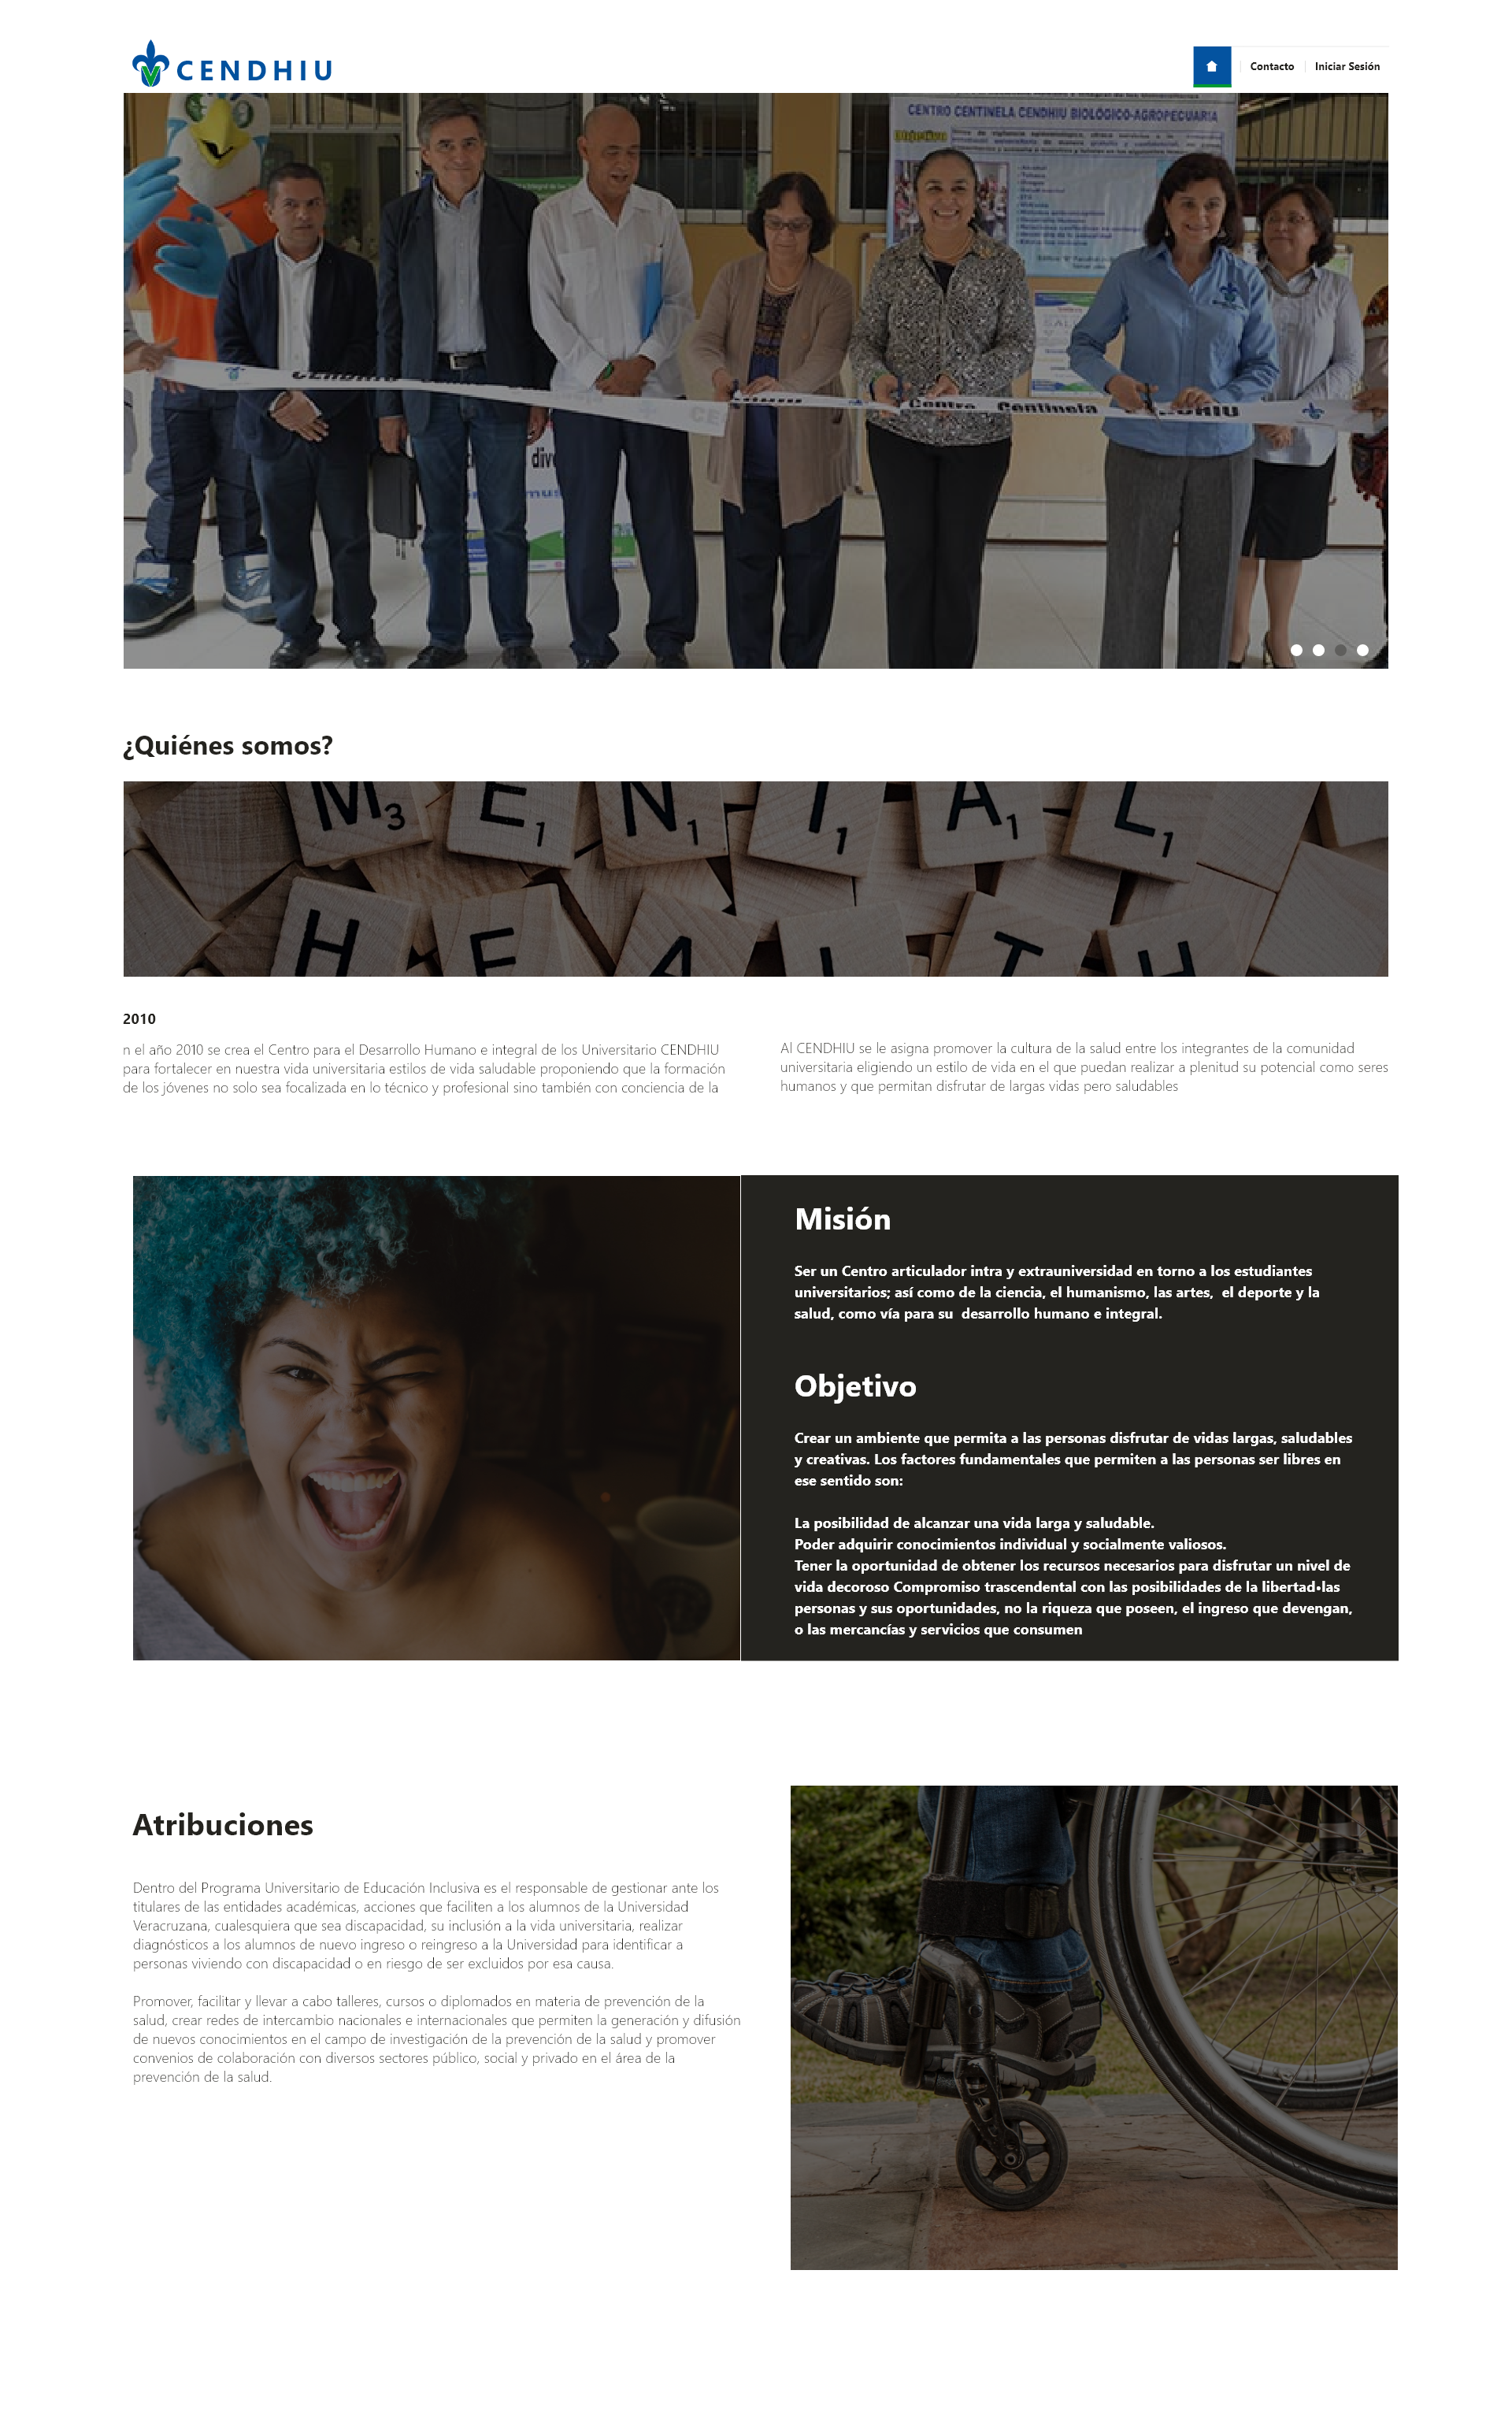 CENDHIU
Contacto
Iniciar Sesión
CENTRO CENTINELA CENDHIU BIOLÓGICO-AGROPECUARIA
Objetivo
Centro Centinela
¿Quiénes somos?
M3 E1 N1 T1 A1 L1
H E A L T H
2010
n el año 2010 se crea el Centro para el Desarrollo Humano e integral de los Universitario CENDHIU
para fortalecer en nuestra vida universitaria estilos de vida saludable proponiendo que la formación
de los jóvenes no solo sea focalizada en lo técnico y profesional sino también con conciencia de la
Al CENDHIU se le asigna promover la cultura de la salud entre los integrantes de la comunidad
universitaria eligiendo un estilo de vida en el que puedan realizar a plenitud su potencial como seres
humanos y que permitan disfrutar de largas vidas pero saludables
Misión
Ser un Centro articulador intra y extrauniversidad en torno a los estudiantes
universitarios; así como de la ciencia, el humanismo, las artes,  el deporte y la
salud, como vía para su  desarrollo humano e integral.
Objetivo
Crear un ambiente que permita a las personas disfrutar de vidas largas, saludables
y creativas. Los factores fundamentales que permiten a las personas ser libres en
ese sentido son:
La posibilidad de alcanzar una vida larga y saludable.
Poder adquirir conocimientos individual y socialmente valiosos.
Tener la oportunidad de obtener los recursos necesarios para disfrutar un nivel de
vida decoroso Compromiso trascendental con las posibilidades de la libertad•las
personas y sus oportunidades, no la riqueza que poseen, el ingreso que devengan,
o las mercancías y servicios que consumen
Atribuciones
Dentro del Programa Universitario de Educación Inclusiva es el responsable de gestionar ante los
titulares de las entidades académicas, acciones que faciliten a los alumnos de la Universidad
Veracruzana, cualesquiera que sea discapacidad, su inclusión a la vida universitaria, realizar
diagnósticos a los alumnos de nuevo ingreso o reingreso a la Universidad para identificar a
personas viviendo con discapacidad o en riesgo de ser excluidos por esa causa.
Promover, facilitar y llevar a cabo talleres, cursos o diplomados en materia de prevención de la
salud, crear redes de intercambio nacionales e internacionales que permiten la generación y difusión
de nuevos conocimientos en el campo de investigación de la prevención de la salud y promover
convenios de colaboración con diversos sectores público, social y privado en el área de la
prevención de la salud.